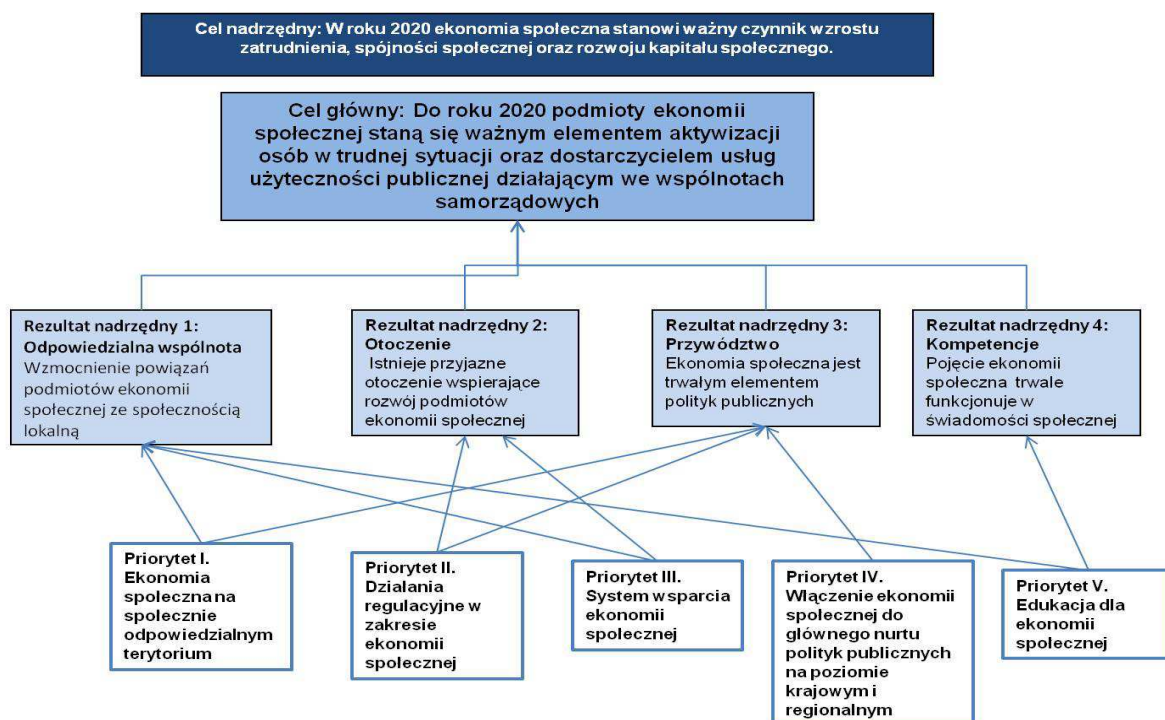 Cel nadrzędny: W roku 2020 ekonomia społeczna stanowi ważny czynnik wzrostu
zatrudnienia, spójności społecznej oraz rozwoju kapitału społecznego.
Cel główny: Do roku 2020 podmioty ekonomii
społecznej staną się ważnym elementem aktywizacji
osób w trudnej sytuacji oraz dostarczycielem usług
użyteczności publicznej działającym we wspólnotach
samorządowych
Rezultat nadrzędny 1:
Odpowiedzialna wspólnota
Wzmocnienie powiązań
podmiotów ekonomii
społecznej ze społecznością
lokalną
Rezultat nadrzędny 2:
Otoczenie
Istnieje przyjazne
otoczenie wspierające
rozwój podmiotów
ekonomii społecznej
Rezultat nadrzędny 3:
Przywództwo
Ekonomia społeczna jest
trwałym elementem
polityk publicznych
Rezultat nadrzędny 4:
Kompetencje
Pojęcie ekonomii
społeczna trwale
funkcjonuje w
świadomości społecznej
Priorytet I.
Ekonomia
społeczna na
społecznie
odpowiedzialnym
terytorium
Priorytet II.
Działania
regulacyjne w
zakresie
ekonomii
społecznej
Priorytet III.
System wsparcia
ekonomii
społecznej
Priorytet IV.
Włączenie ekonomii
społecznej do
głównego nurtu
polityk publicznych
na poziomie
krajowym i
regionalnym
Priorytet V.
Edukacja dla
ekonomii
społecznej